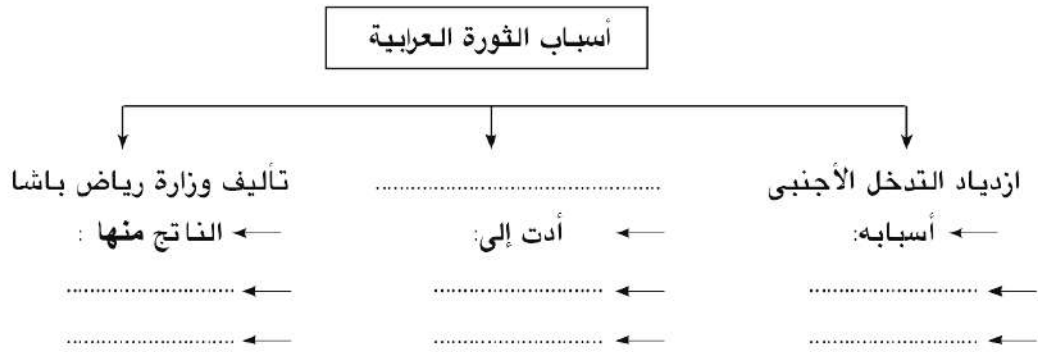 أسباب الثورة العرابية
ازدياد التدخل الأجنبى
............................................
تأليف وزارة رياض باشا
← أسبابه:
← أدت إلى:
← الناتج منها :
← ............................
← ............................
← ............................
← ............................
← ............................
← ............................